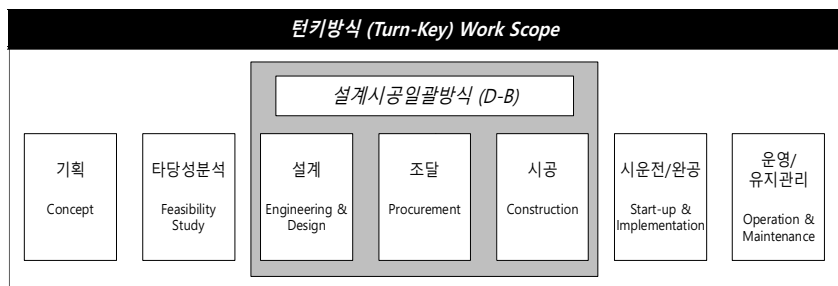 턴키방식 (Turn-Key) Work Scope
설계시공일괄방식 (D-B)
기획
Concept
타당성분석
Feasibility
Study
설계
Engineering &
Design
조달
Procurement
시공
Construction
시운전/완공
Start-up &
Implementation
운영/
유지관리
Operation &
Maintenance